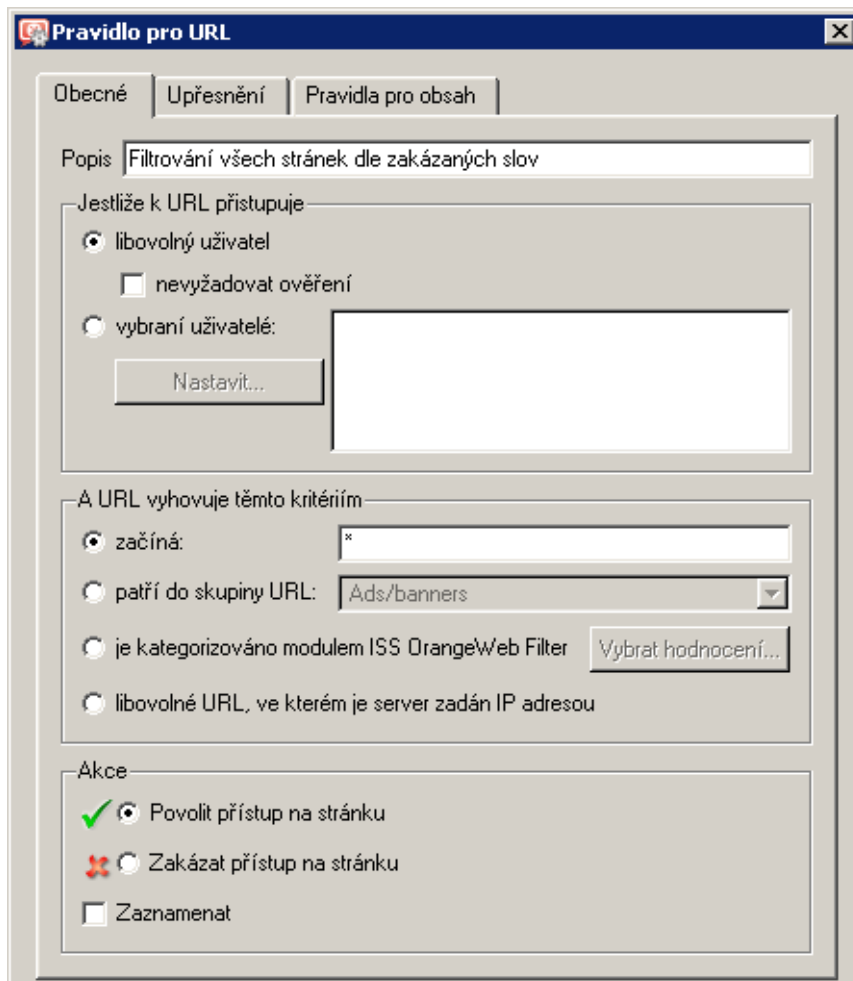 Pravidlo pro URL
Obecné Upřesnění Pravidla pro obsah
Popis Filtrování všech stránek dle zakázaných slov
Jestliže k URL přistupuje
libovolný uživatel
nevyžadovat ověření
vybraní uživatelé:
Nastavit...
A URL vyhovuje těmto kritériím
začíná: *
patří do skupiny URL: Ads/banners
je kategorizováno modulem ISS OrangeWeb Filter Vybrat hodnocení...
libovolné URL, ve kterém je server zadán IP adresou
Akce
Povolit přístup na stránku
Zakázat přístup na stránku
Zaznamenat